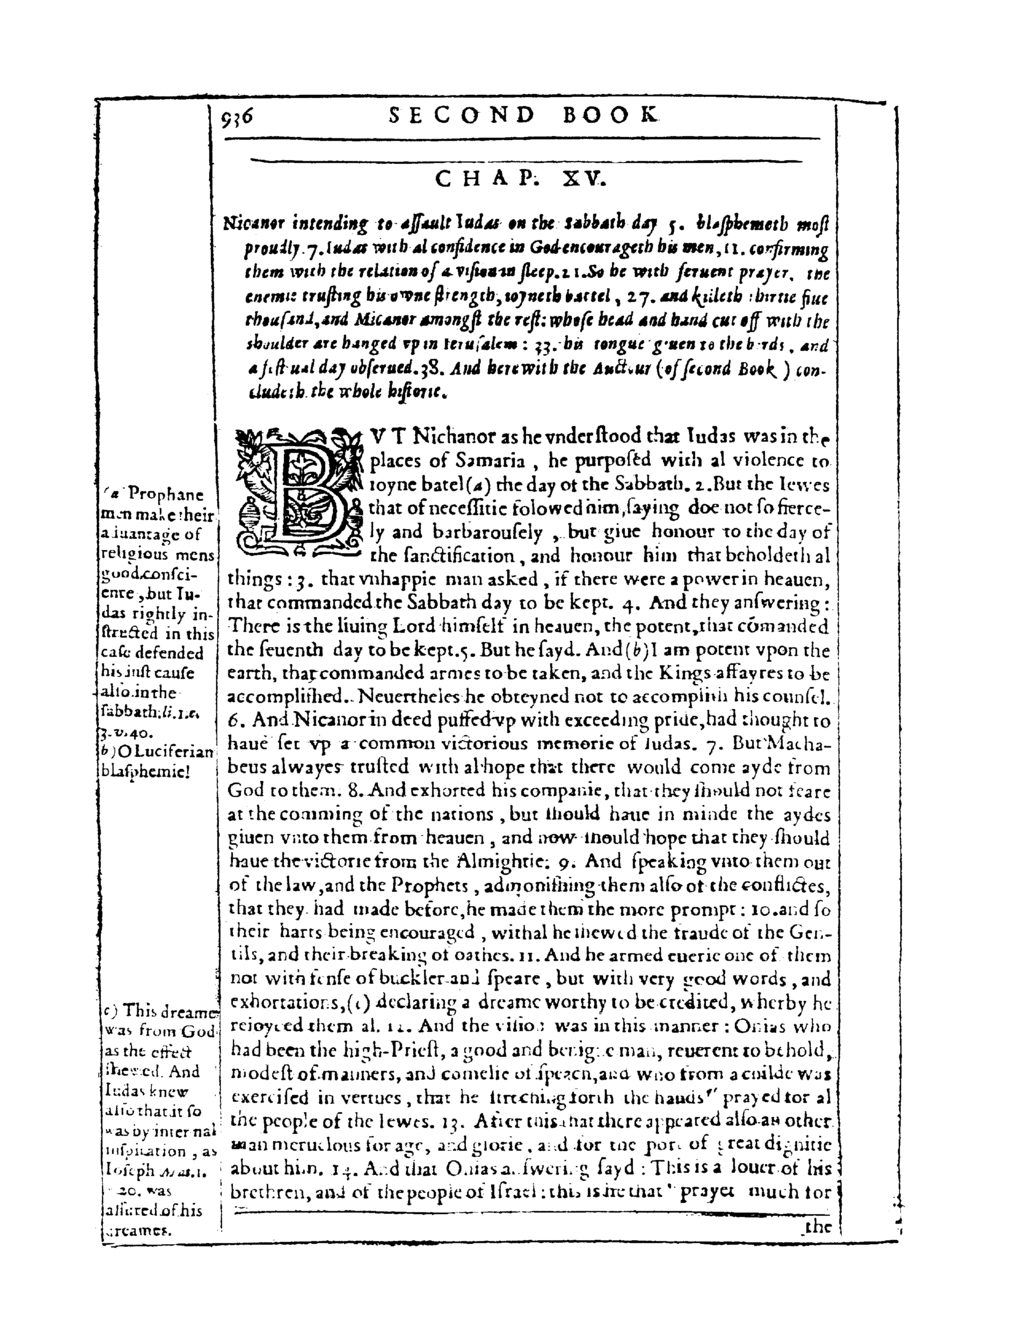 936 SECOND BOOK
CHAP. XV.
Nicanor intending to aſſault Iudas on the sabbath day 5. blaſphemeth moſt
proudly. 7. Iudas with al confidence in God encourageth his men, 11. confirming
them with the relation of a viſion in ſleep. 21. So he with feruent prayer, the
enemie truſting his owne ſtrength, ioyneth battel, 27. and killeth thirtie fiue
thouſand, and Nicanor amongſt the reſt: whoſe head and hand cut off with the
shoulder are hanged vp in Ieruſalem: 33. his tongue giuen to the birds, and
a feſtiual day obſerued. 38. And herewith the Auctour (of ſecond Book) con-
cludeth the whole hiſtorie.
BVT Nichanor as he vnderſtood that Iudas was in the
places of Samaria, he purpoſed with al violence to
ioyne batel (a) the day of the Sabbath. 2. But the Iewes
that of neceſſitie folowed him, ſaying doe not ſo fierce-
ly and barbarouſely, but giue honour to the day of
the ſanctification, and honour him that beholdeth al
things: 3. that vnhappie man asked, if there were a power in heauen,
that commanded the Sabbath day to be kept. 4. And they anſwering:
There is the liuing Lord himſelf in heauen, the potent, that cōmanded
the ſeuenth day to be kept. 5. But he ſayd. And (b) I am potent vpon the
earth, that commanded armes to be taken, and the Kings affayres to be
accompliſhed. Neuertheles he obteyned not to accomplish his counſel.
6. And Nicanor in deed puffed vp with exceeding pride, had thought to
haue ſet vp a common victorious memorie of Iudas. 7. But Macha-
beus alwayes truſted with al hope that there would come ayde from
God to them. 8. And exhorted his companie, that they ſhould not feare
at the comming of the nations, but should haue in minde the aydes
giuen vnto them from heauen, and now should hope that they ſhould
haue the victorie from the Almightie. 9. And ſpeaking vnto them out
of the law, and the Prophets, admoniſhing them alſo of the conflictes,
that they had made before, he made them the more prompt: 10. and ſo
their harts being encouraged, withal he shewed the fraude of the Gen-
tils, and their breaking of oathes. 11. And he armed euerie one of them
not with fenſe of buckler and ſpeare, but with very good words, and
exhortations, (c) declaring a dreame worthy to be credited, wherby he
reioyced them al. 12. And the viſion was in this manner: Onias who
had been the high-Prieſt, a good and benigne man, reuerent to behold,
modeſt of manners, and comelie of ſpeach, and who from a childe was
exerciſed in vertues, that he ſtretching forth the hands" prayed for al
the people of the Iewes. 13. After this that there appeared alſo an other
man meruelous for age, and glorie, and for the port of great dignitie
about him. 14. And that Onias anſwering ſayd: This is a louer of his
brethren, and of the people of Iſrael: this is he that" prayet much for
the
(a Prophane
men make their
aduantage of
religious mens
good conſci-
ence, but Iu-
das rightly in-
ſtructed in this
caſe defended
his iuſt cauſe
alſo in the
ſabbath. li. 1. c.
3. v. 40.
b) O Luciferian
blaſphemie!
c) This dreame
was from God
as the effect
shewed. And
Iudas knew
alſo that it ſo
was by internal
inſpiration, as
Ioſeph Mat. 1.
20. was
aſſured of his
dreames.